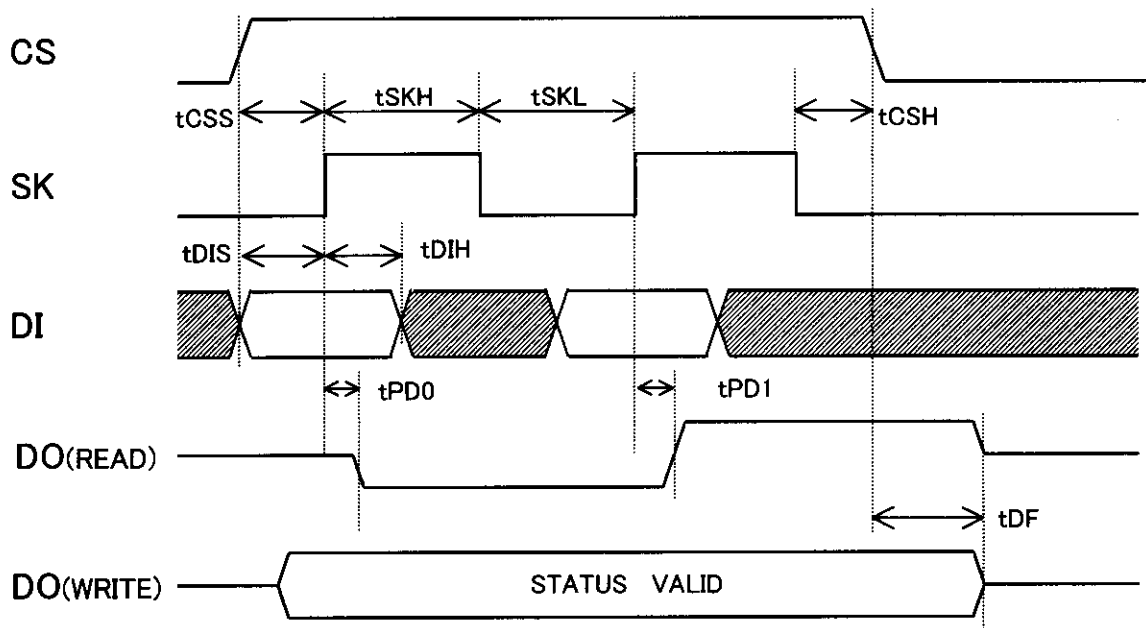 CS
tCSS
tSKH
tSKL
tCSH
SK
tDIS
tDIH
DI
tPD0
tPD1
DO(READ)
tDF
DO(WRITE)
STATUS VALID